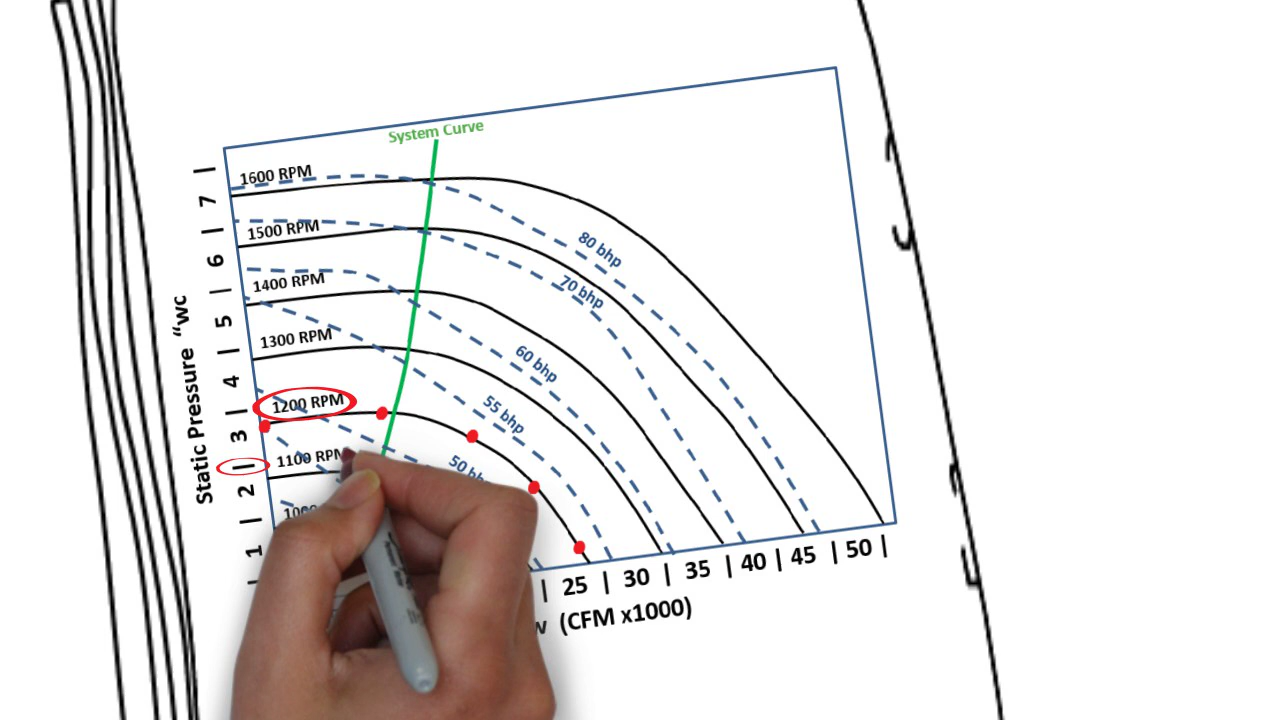 System Curve
1600 RPM
1500 RPM
1400 RPM
1300 RPM
1200 RPM
1100 RPM
80 bhp
70 bhp
60 bhp
55 bhp
50
Static Pressure “wc
7
6
5
4
3
2
1
| 25 | 30 | 35 | 40 | 45 | 50 |
(CFM x1000)